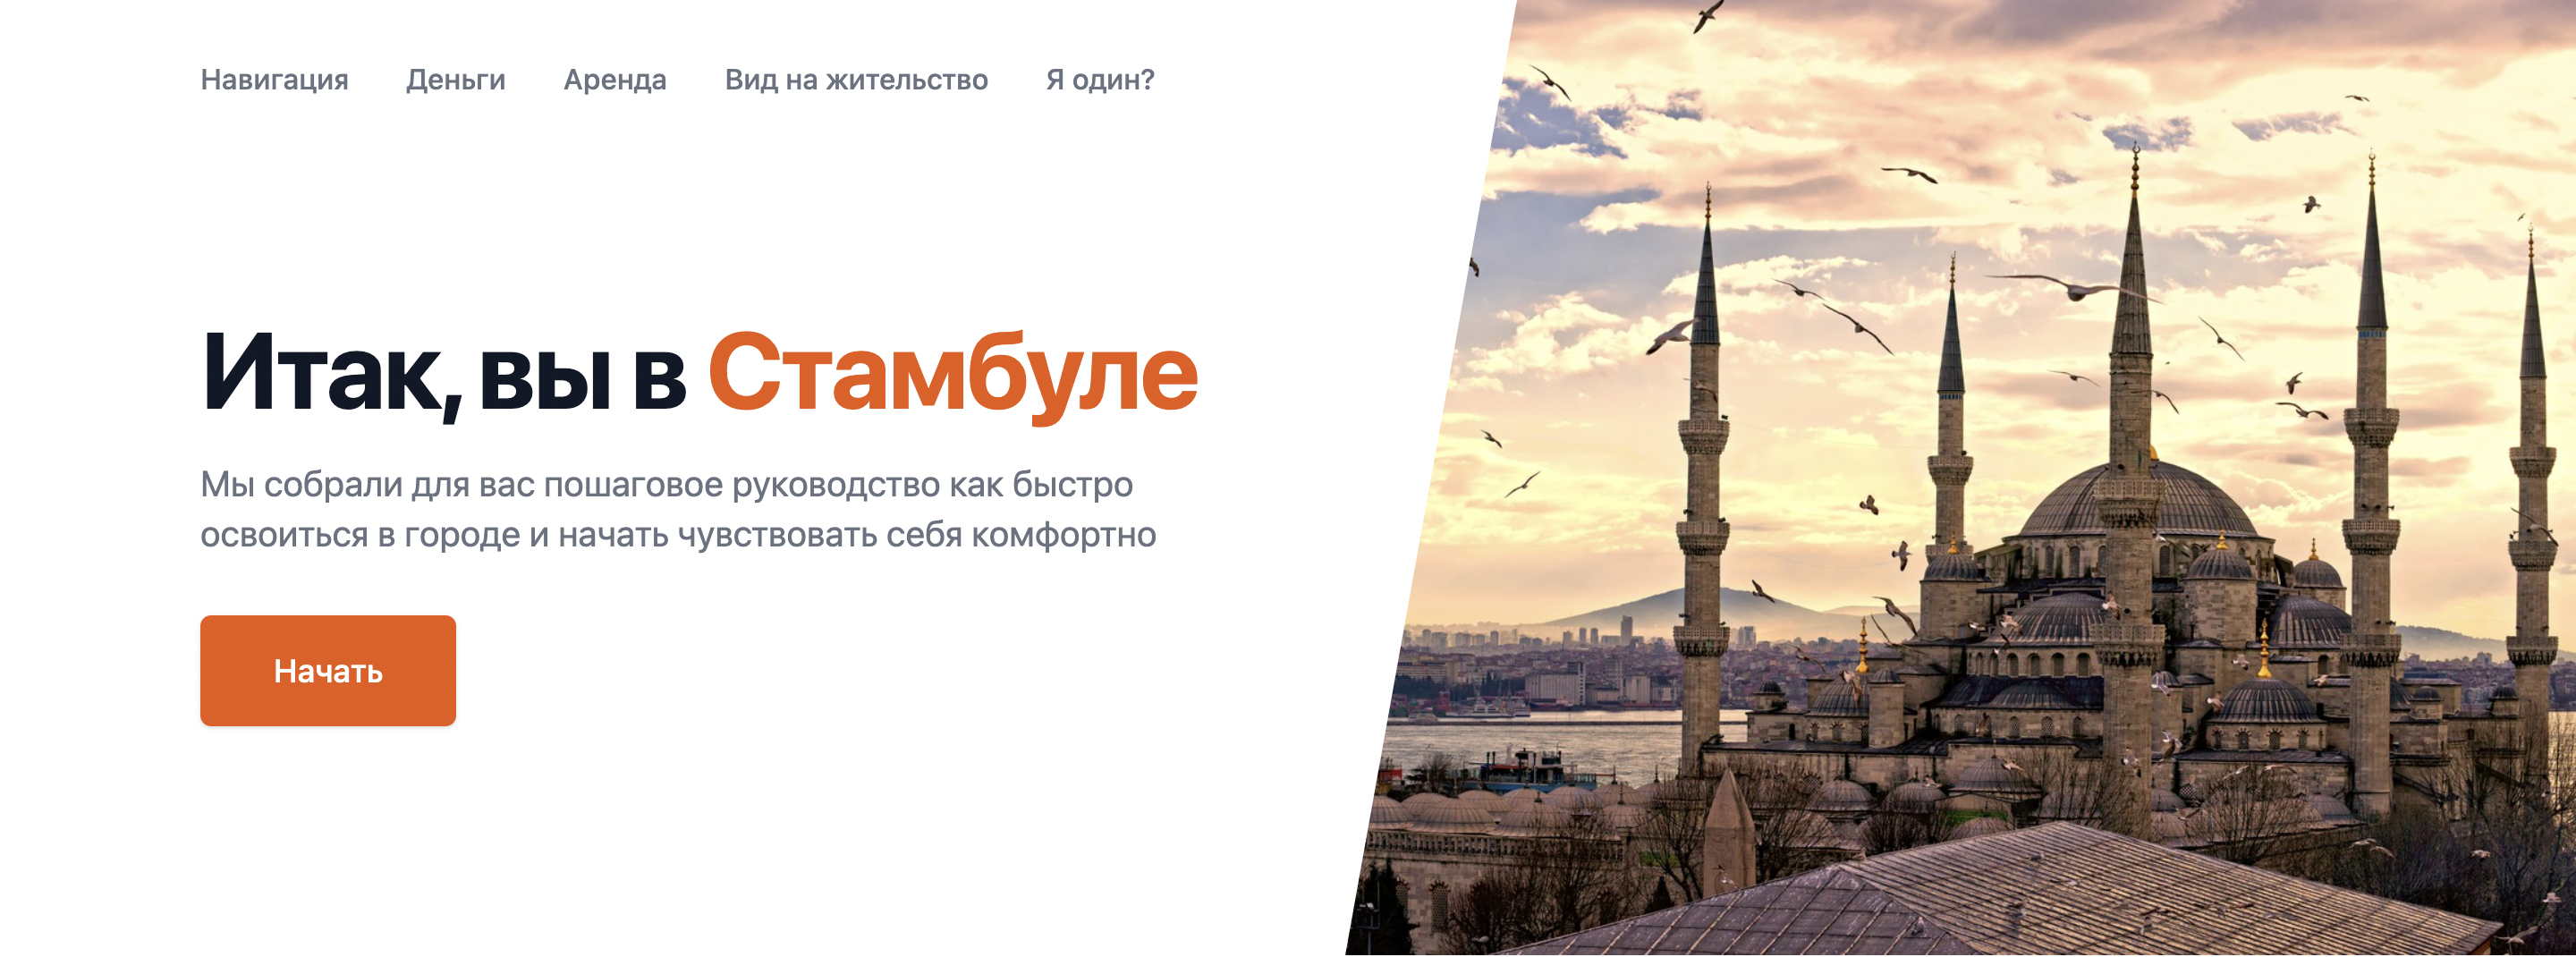 Навигация Деньги Аренда Вид на жительство Я один?
Итак, вы в Стамбуле
Мы собрали для вас пошаговое руководство как быстро
освоиться в городе и начать чувствовать себя комфортно
Начать